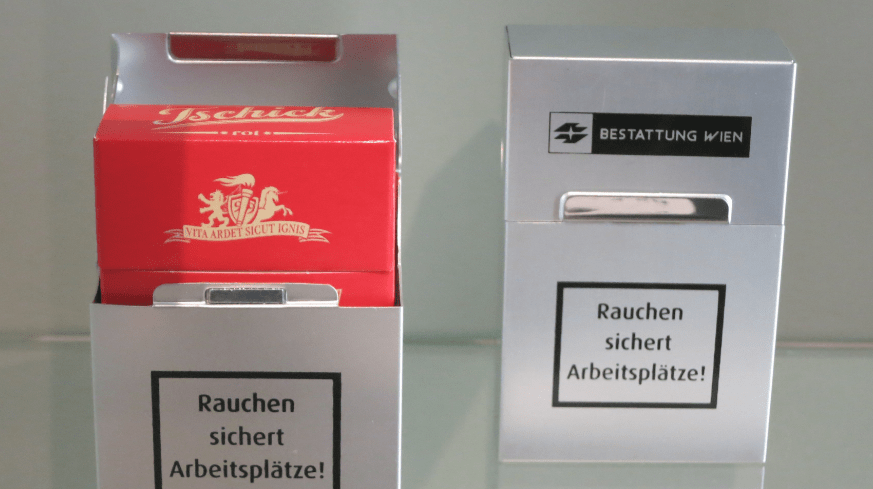 Tschick
rot
VITA ARDET SICUT IGNIS
Rauchen
sichert
Arbeitsplätze!
BESTATTUNG WIEN
Rauchen
sichert
Arbeitsplätze!